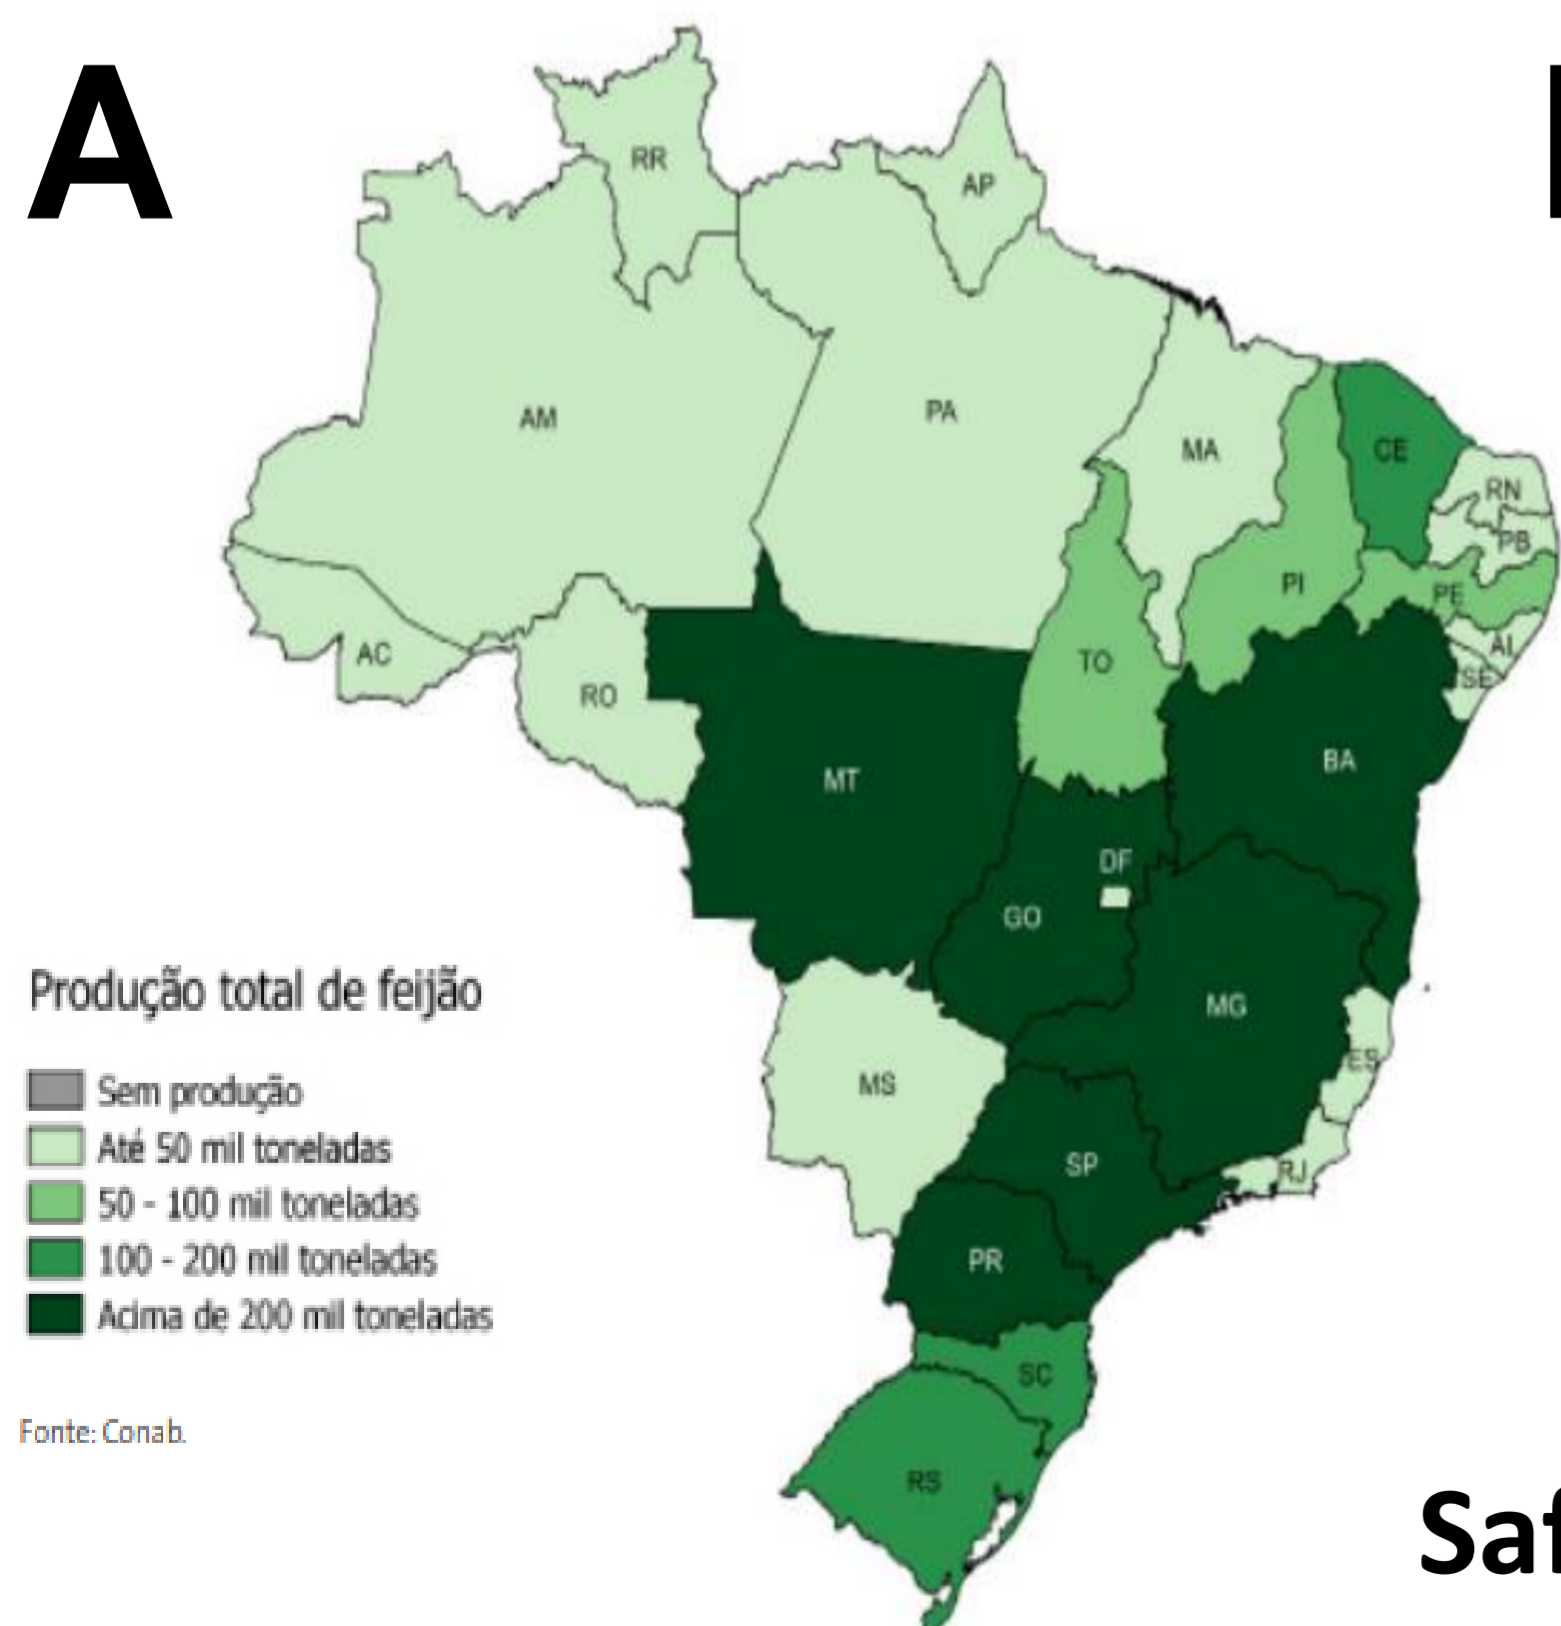 A
RR
AP
AM
PA
MA
CE
RN
PB
PI
PE
AL
SE
AC
RO
TO
MT
BA
DF
GO
MG
ES
MS
SP
RJ
PR
SC
RS
Produção total de feijão
Sem produção
Até 50 mil toneladas
50 - 100 mil toneladas
100 - 200 mil toneladas
Acima de 200 mil toneladas
Fonte: Conab.
Saf